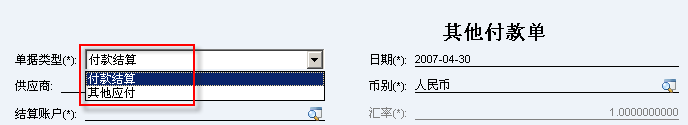 其他付款单
单据类型(*): 付款结算 日期(*): 2007-04-30
付款结算
其他应付
供应商: 币别(*): 人民币
结算账户(*): 汇率(*): 1.0000000000